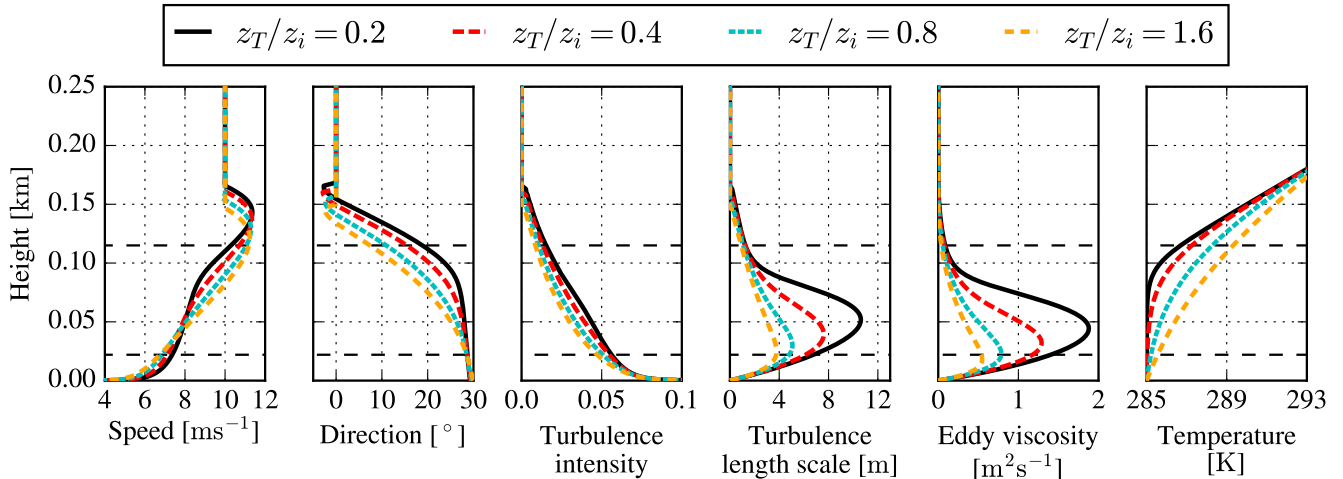 z_T/z_i = 0.2 z_T/z_i = 0.4 z_T/z_i = 0.8 z_T/z_i = 1.6
Height [km]
0.25
0.20
0.15
0.10
0.05
0.00
4 6 8 10 12
Speed [ms⁻¹]
0 10 20 30
Direction [°]
0.0 0.05 0.1
Turbulence
intensity
0 4 8 12
Turbulence
length scale [m]
0 1 2
Eddy viscosity
[m²s⁻¹]
285 289 293
Temperature
[K]